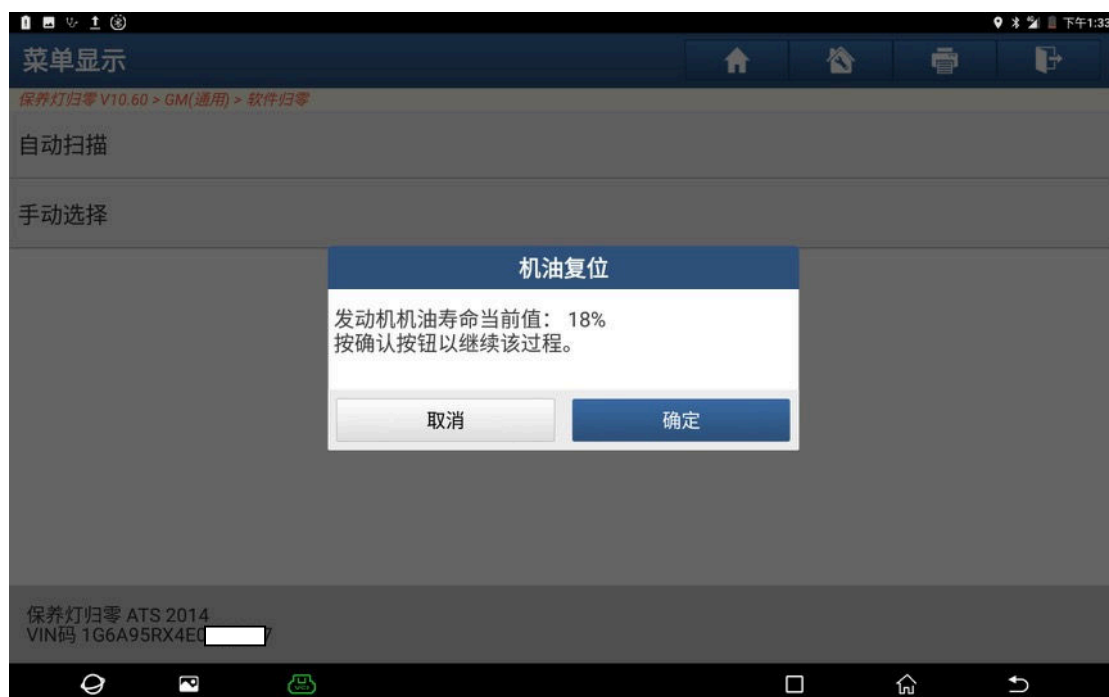 下午1:33
菜单显示
保养灯归零 V10.60 > GM(通用) > 软件归零
自动扫描
手动选择
机油复位
发动机机油寿命当前值： 18%
按确认按钮以继续该过程。
取消
确定
保养灯归零 ATS 2014
VIN码 1G6A95RX4E0 7
VCI